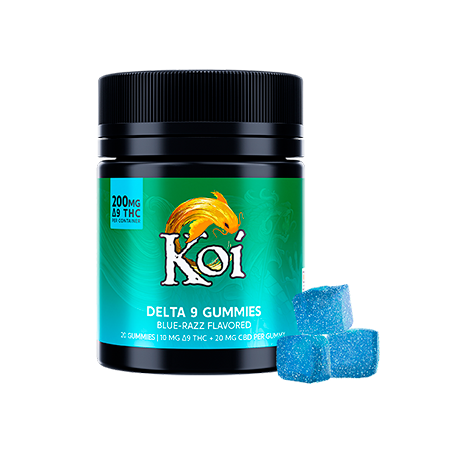 200MG
Δ9 THC
PER CONTAINER
Koi
DELTA 9 GUMMIES
BLUE-RAZZ FLAVORED
20 GUMMIES | 10 MG Δ9 THC + 20 MG CBD PER GUMMY